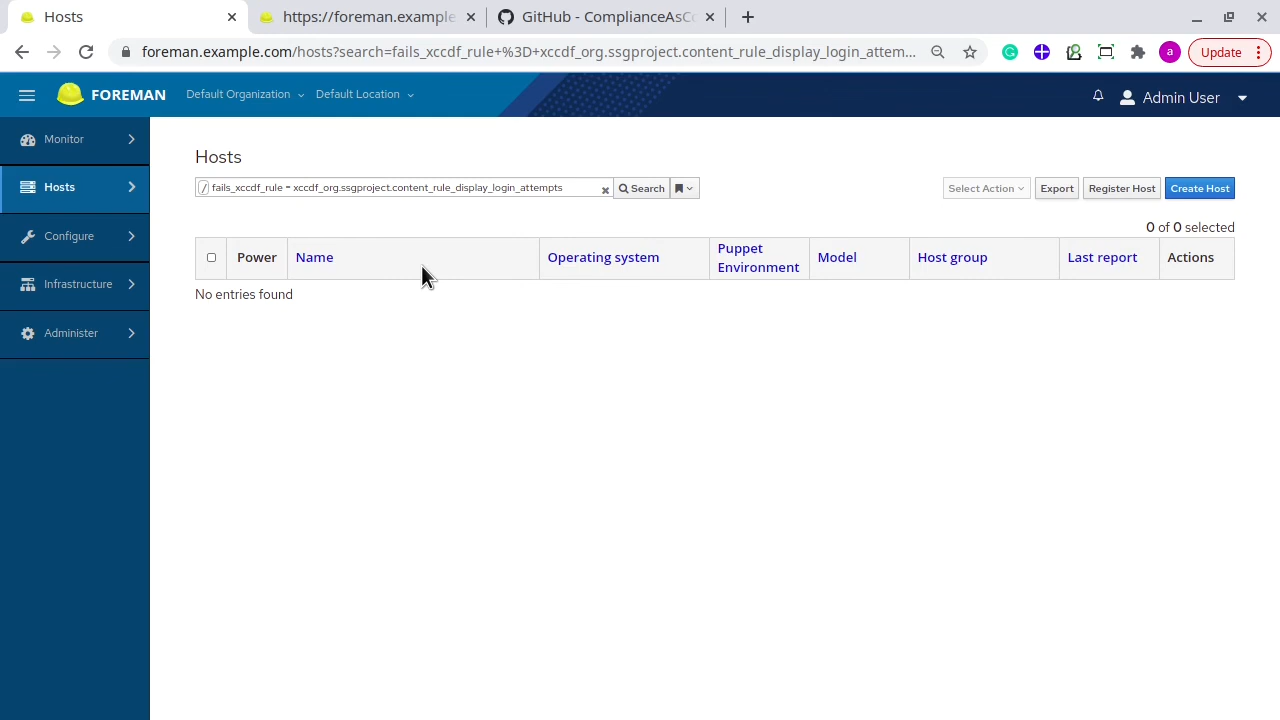 Hosts
https://foreman.example
GitHub - ComplianceAsCo
foreman.example.com/hosts?search=fails_xccdf_rule+%3D+xccdf_org.ssgproject.content_rule_display_login_attem...
a
Update
FOREMAN
Default Organization
Default Location
Admin User
Monitor
Hosts
Configure
Infrastructure
Administer
Hosts
/ fails_xccdf_rule = xccdf_org.ssgproject.content_rule_display_login_attempts
Search
Select Action
Export
Register Host
Create Host
0 of 0 selected
Power
Name
Operating system
Puppet
Environment
Model
Host group
Last report
Actions
No entries found